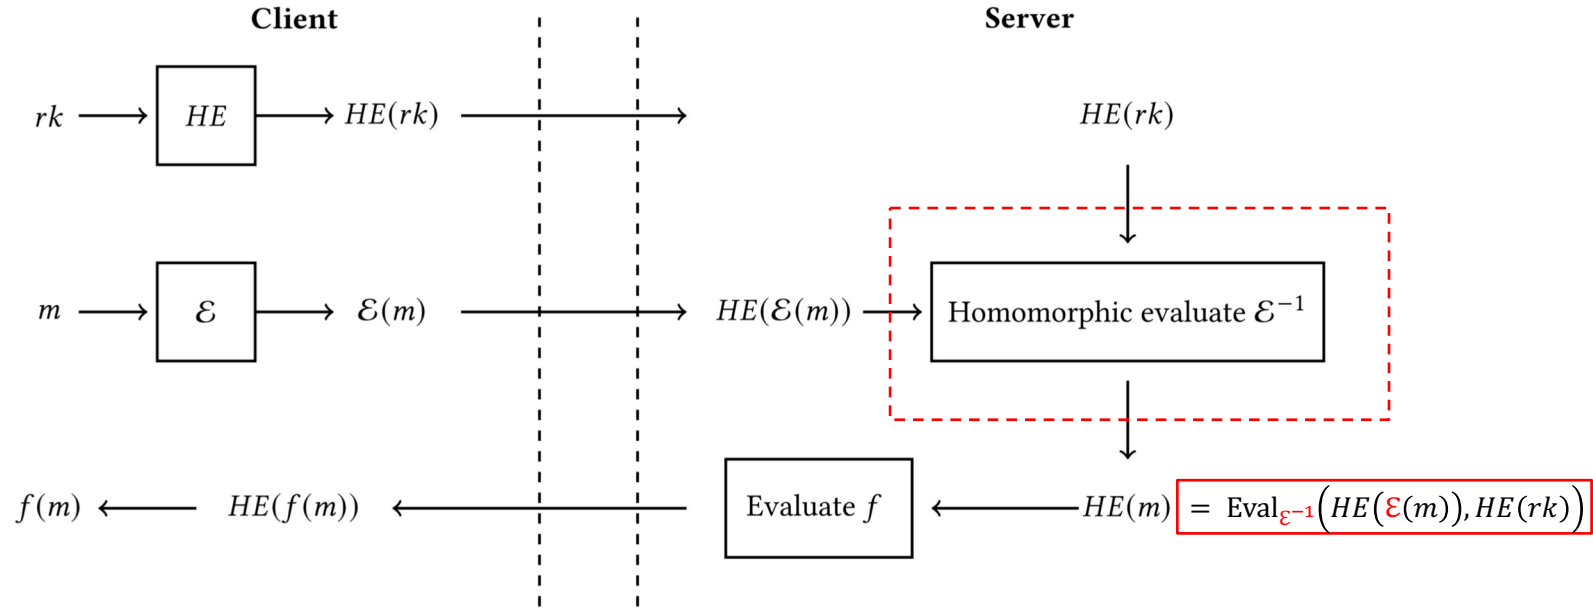 Client Server
rk HE HE(rk) HE(rk)
m ℰ ℰ(m) HE(ℰ(m)) Homomorphic evaluate ℰ⁻¹
f(m) HE(f(m)) Evaluate f HE(m) = Eval_ℰ⁻¹(HE(ℰ(m)), HE(rk))